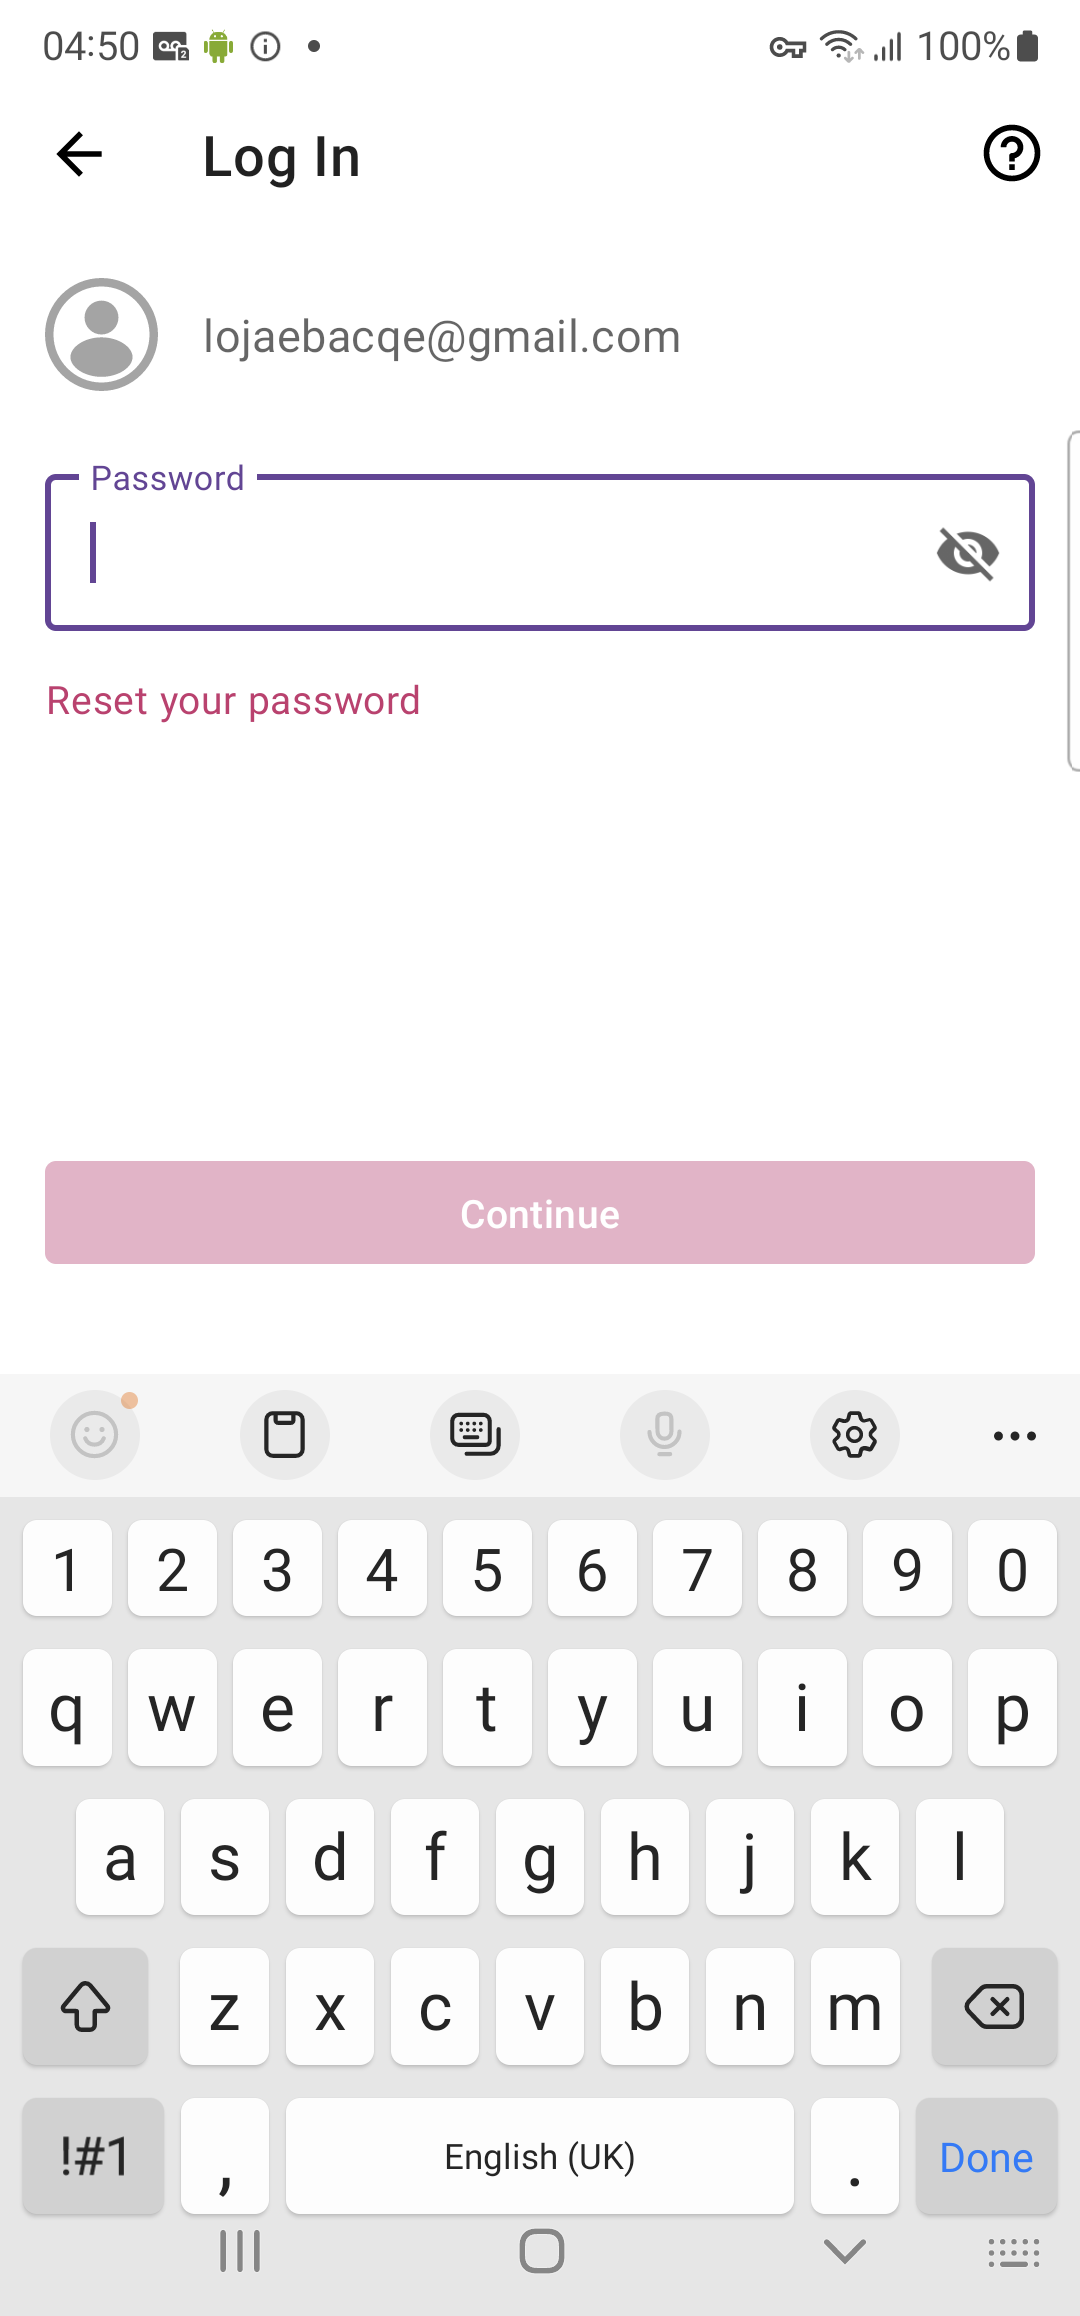 04:50
100%
Log In
lojaebacqe@gmail.com
Password
Reset your password
Continue
1 2 3 4 5 6 7 8 9 0
q w e r t y u i o p
a s d f g h j k l
z x c v b n m
!#1 , English (UK) . Done